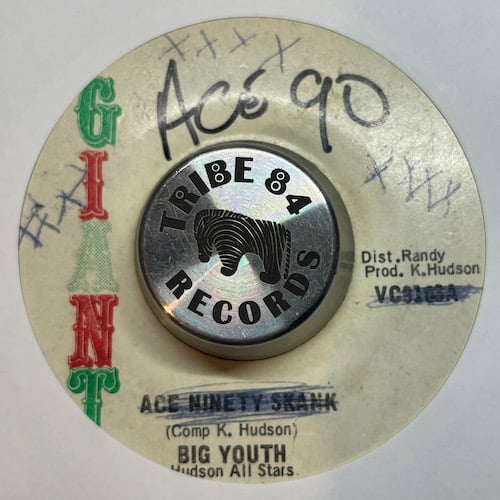 ACE 90
GIANT
TRIBE 84
RECORDS
Dist.Randy
Prod. K.Hudson
VC9103A
ACE NINETY SKANK
(Comp K. Hudson)
BIG YOUTH
Hudson All Stars